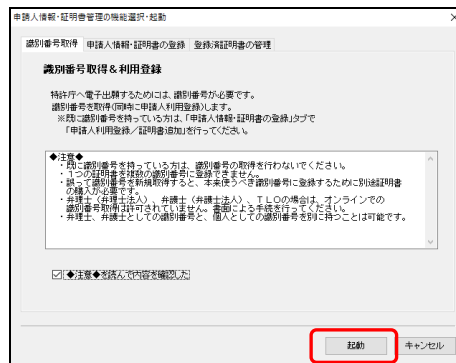 申請人情報・証明書管理の機能選択・起動
識別番号取得 申請人情報・証明書の登録 登録済証明書の管理
識別番号取得＆利用登録
特許庁へ電子出願するためには、識別番号が必要です。
識別番号を取得(同時に申請人利用登録)します。
※既に識別番号を持っている方は、「申請人情報・証明書の登録」タブで
「申請人利用登録／証明書追加」を行ってください。
◆注意◆
・既に識別番号を持っている方は、識別番号の取得を行わないでください。
・１つの証明書を複数の識別番号に登録できません。
・誤って識別番号を新規取得すると、本来使うべき識別番号に登録するために別途証明書
の購入が必要です。
・弁理士（弁理士法人）、弁護士（弁護士法人）、ＴＬＯの場合は、オンラインでの
識別番号取得は許可されていません。書面による手続を行ってください。
・弁理士、弁護士としての識別番号と、個人としての識別番号を別に持つことは可能です。
◆注意◆を読んで内容を確認した
起動 キャンセル